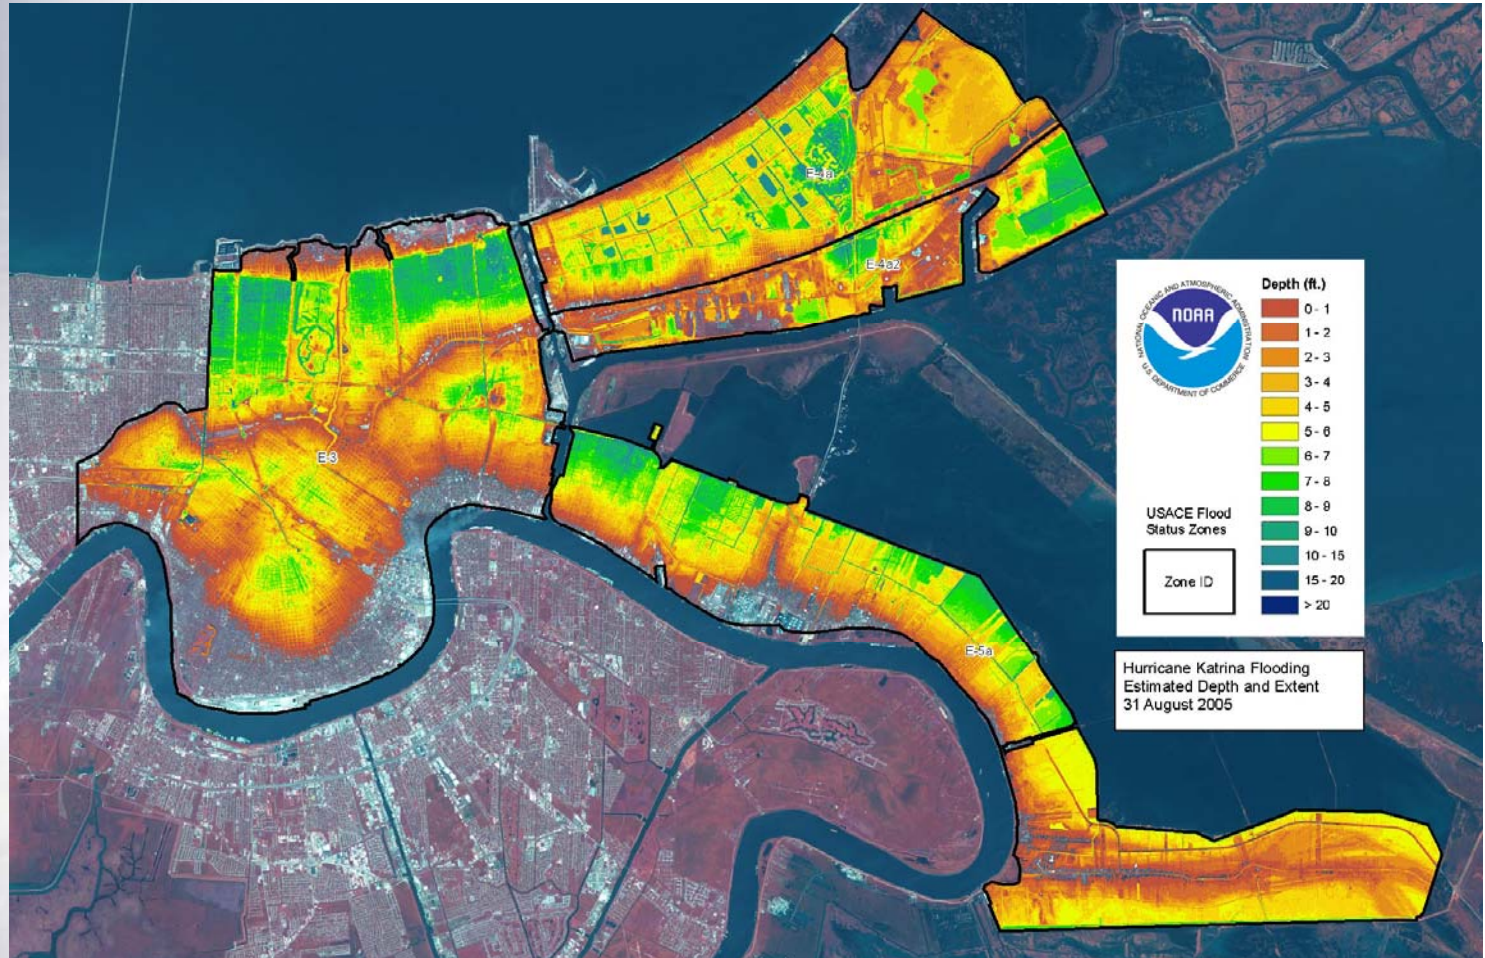 E-4a
E-4a2
E-3
E-5a
NATIONAL OCEANIC AND ATMOSPHERIC ADMINISTRATION
NOAA
U.S. DEPARTMENT OF COMMERCE
USACE Flood
Status Zones
Zone ID
Depth (ft.)
0 - 1
1 - 2
2 - 3
3 - 4
4 - 5
5 - 6
6 - 7
7 - 8
8 - 9
9 - 10
10 - 15
15 - 20
> 20
Hurricane Katrina Flooding
Estimated Depth and Extent
31 August 2005